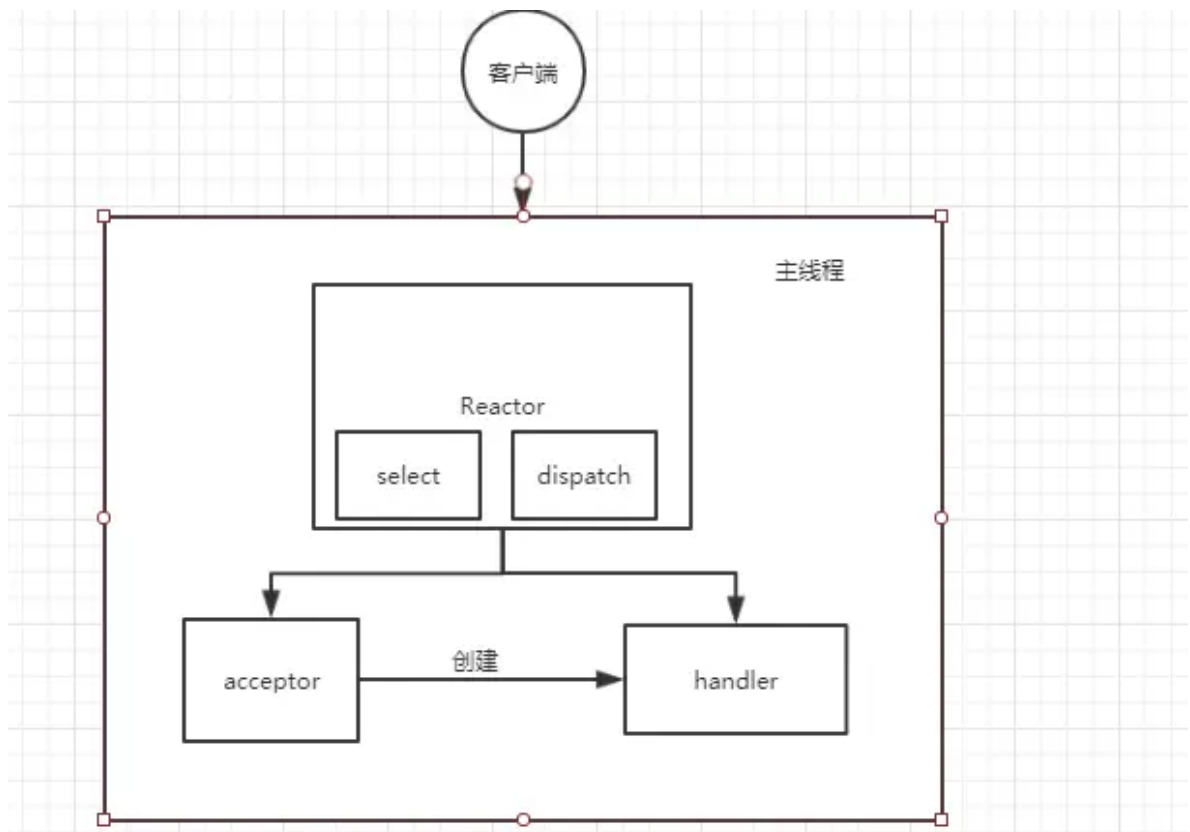 客户端
主线程
Reactor
select
dispatch
创建
acceptor
handler